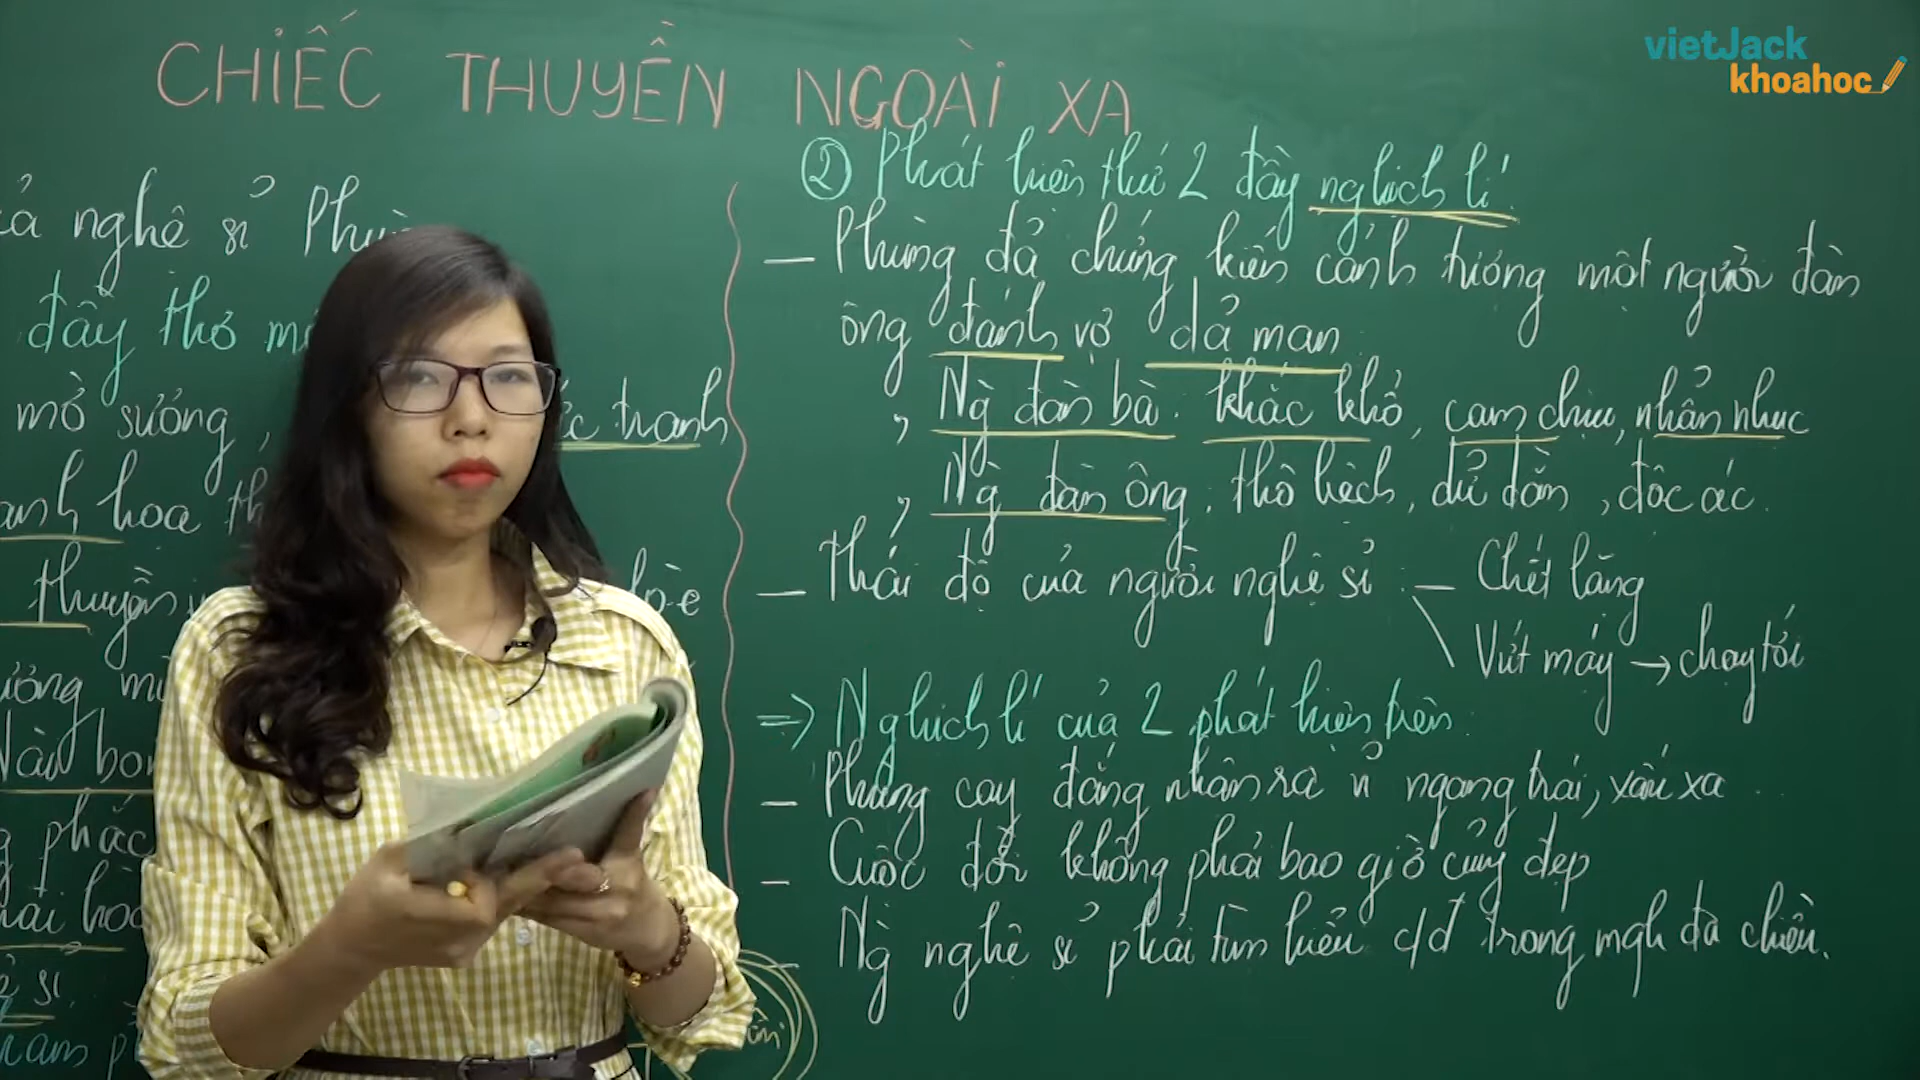 vietJack
khoahoc
CHIẾC THUYỀN NGOÀI XA
nghệ sĩ Phùng
đầy thơ
mờ sương,
tranh
hoa
thuyền
phắc
sĩ
② Phát hiện thứ 2 đầy nghịch lí.
- Phùng đã chứng kiến cảnh tượng một người đàn
ông đánh vợ dã man
, Ng đàn bà: khắc khổ, cam chịu, nhẫn nhục
, Ng đàn ông: thô kệch, dữ dằn, độc ác.
- Thái độ của người nghệ sĩ: - Chết lặng
\ Vứt máy → chạy tới
=> Nghịch lí của 2 phát hiện trên.
- Phùng cay đắng nhận ra ~ ngang trái, xấu xa
- Cuộc đời không phải bao giờ cũng đẹp
- Ng nghệ sĩ phải tìm hiểu c/đ trong mqh đa chiều.